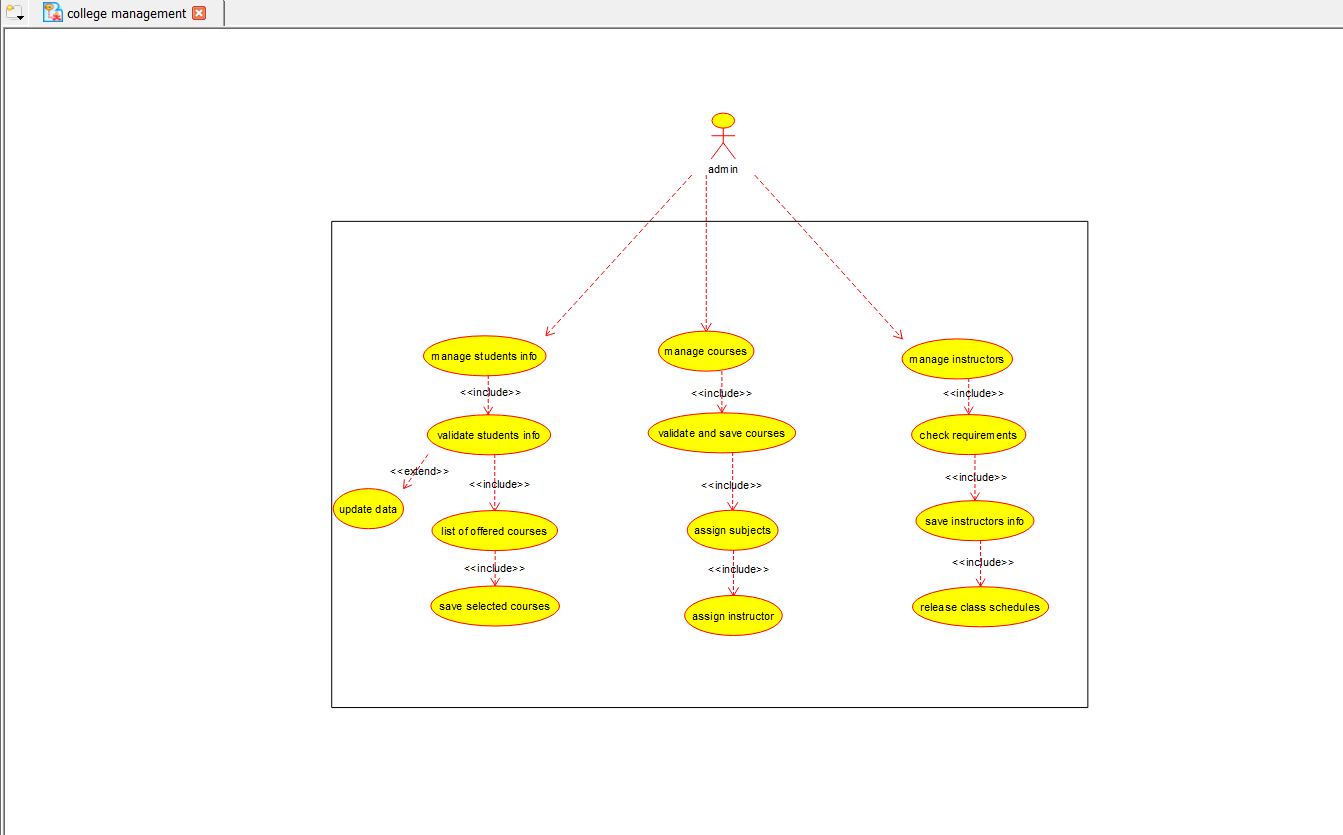 college management
admin
manage students info
manage courses
manage instructors
<<include>>
<<include>>
<<include>>
validate students info
validate and save courses
check requirements
<<extend>>
<<include>>
<<include>>
<<include>>
update data
list of offered courses
assign subjects
save instructors info
<<include>>
<<include>>
<<include>>
save selected courses
assign instructor
release class schedules